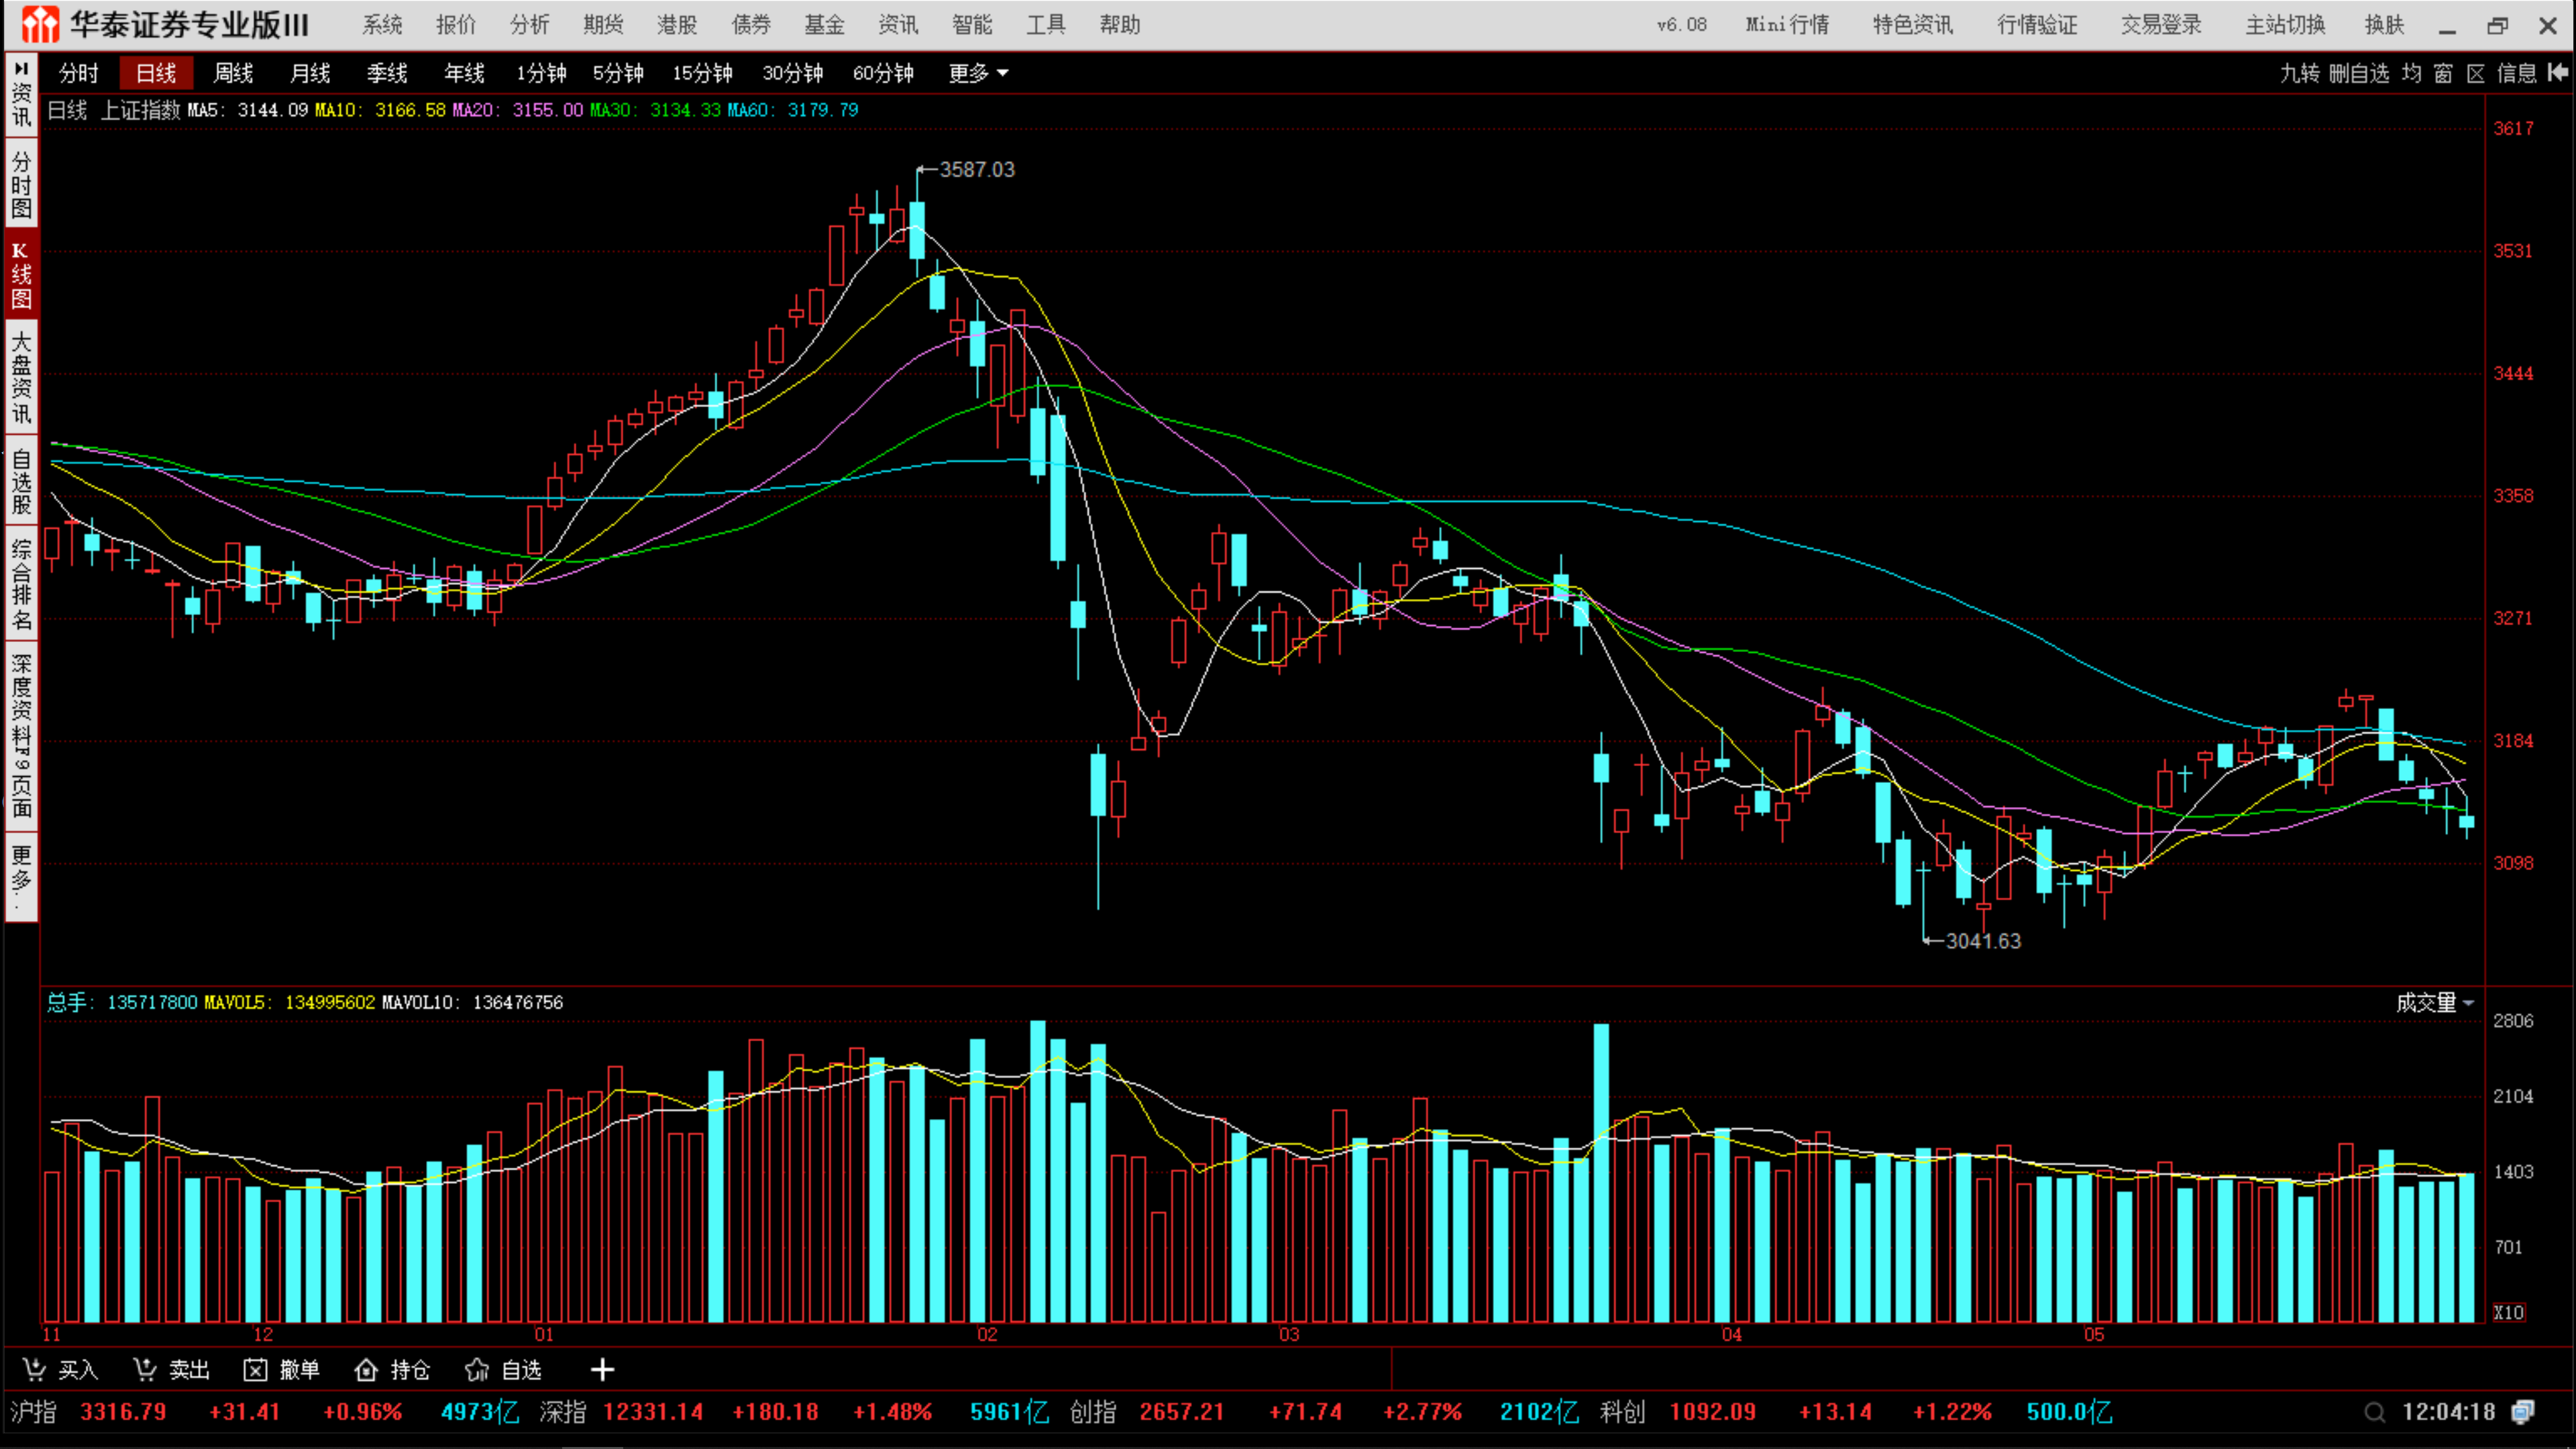 华泰证券专业版III 系统 报价 分析 期货 港股 债券 基金 资讯 智能 工具 帮助 v6.08 Mini行情 特色资讯 行情验证 交易登录 主站切换 换肤
分时 日线 周线 月线 季线 年线 1分钟 5分钟 15分钟 30分钟 60分钟 更多 九转 删自选 均 窗 区 信息
资讯
分时图
K线图
大盘资讯
自选股
综合排名
深度资料F9页面
更多..
日线 上证指数 MA5: 3144.09 MA10: 3166.58 MA20: 3155.00 MA30: 3134.33 MA60: 3179.79
3617
3587.03
3531
3444
3358
3271
3184
3098
3041.63
总手: 135717800 MAVOL5: 134995602 MAVOL10: 136476756 成交量
2806
2104
1403
701
X10
11 12 01 02 03 04 05
买入 卖出 撤单 持仓 自选 +
沪指 3316.79 +31.41 +0.96% 4973亿 深指 12331.14 +180.18 +1.48% 5961亿 创指 2657.21 +71.74 +2.77% 2102亿 科创 1092.09 +13.14 +1.22% 500.0亿 12:04:18